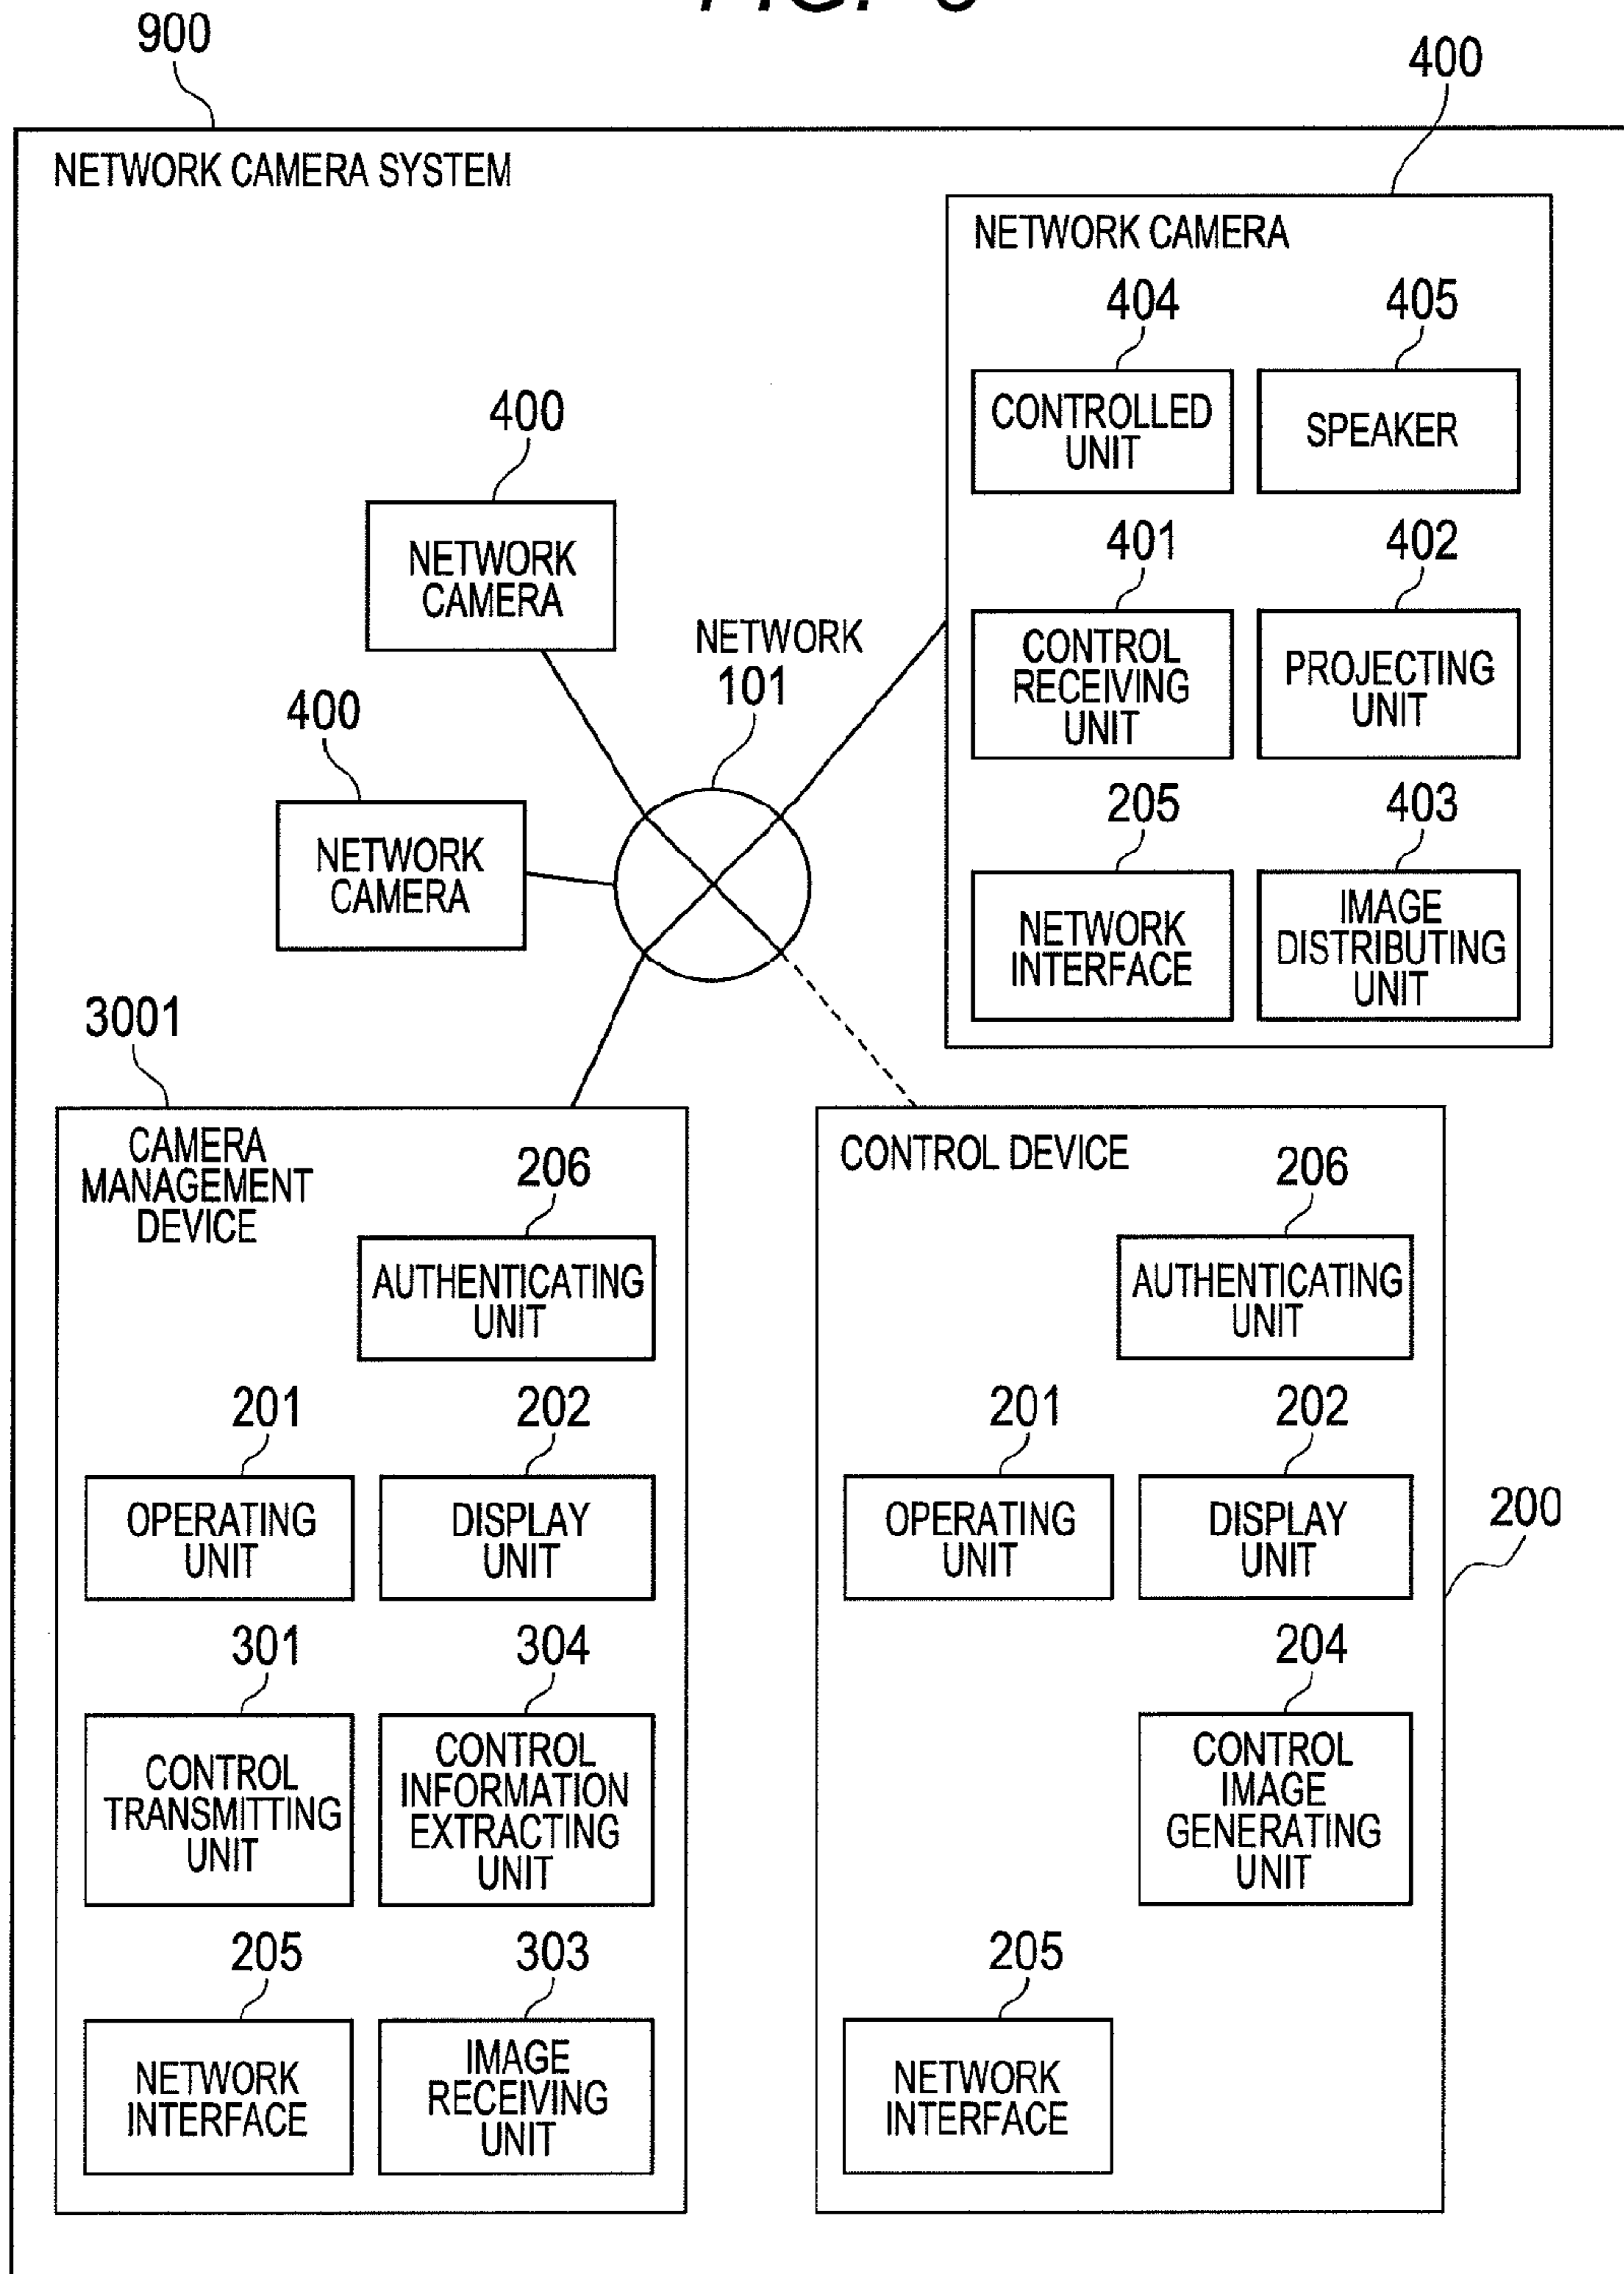 FIG.
900
400
NETWORK CAMERA SYSTEM
NETWORK CAMERA
404
405
CONTROLLED
UNIT
SPEAKER
400
NETWORK
CAMERA
401
402
CONTROL
RECEIVING
UNIT
PROJECTING
UNIT
NETWORK
101
400
NETWORK
CAMERA
205
403
NETWORK
INTERFACE
IMAGE
DISTRIBUTING
UNIT
3001
CAMERA
MANAGEMENT
DEVICE
206
AUTHENTICATING
UNIT
201
202
OPERATING
UNIT
DISPLAY
UNIT
301
304
CONTROL
TRANSMITTING
UNIT
CONTROL
INFORMATION
EXTRACTING
UNIT
205
303
NETWORK
INTERFACE
IMAGE
RECEIVING
UNIT
CONTROL DEVICE
206
AUTHENTICATING
UNIT
201
202
OPERATING
UNIT
DISPLAY
UNIT
200
204
CONTROL
IMAGE
GENERATING
UNIT
205
NETWORK
INTERFACE